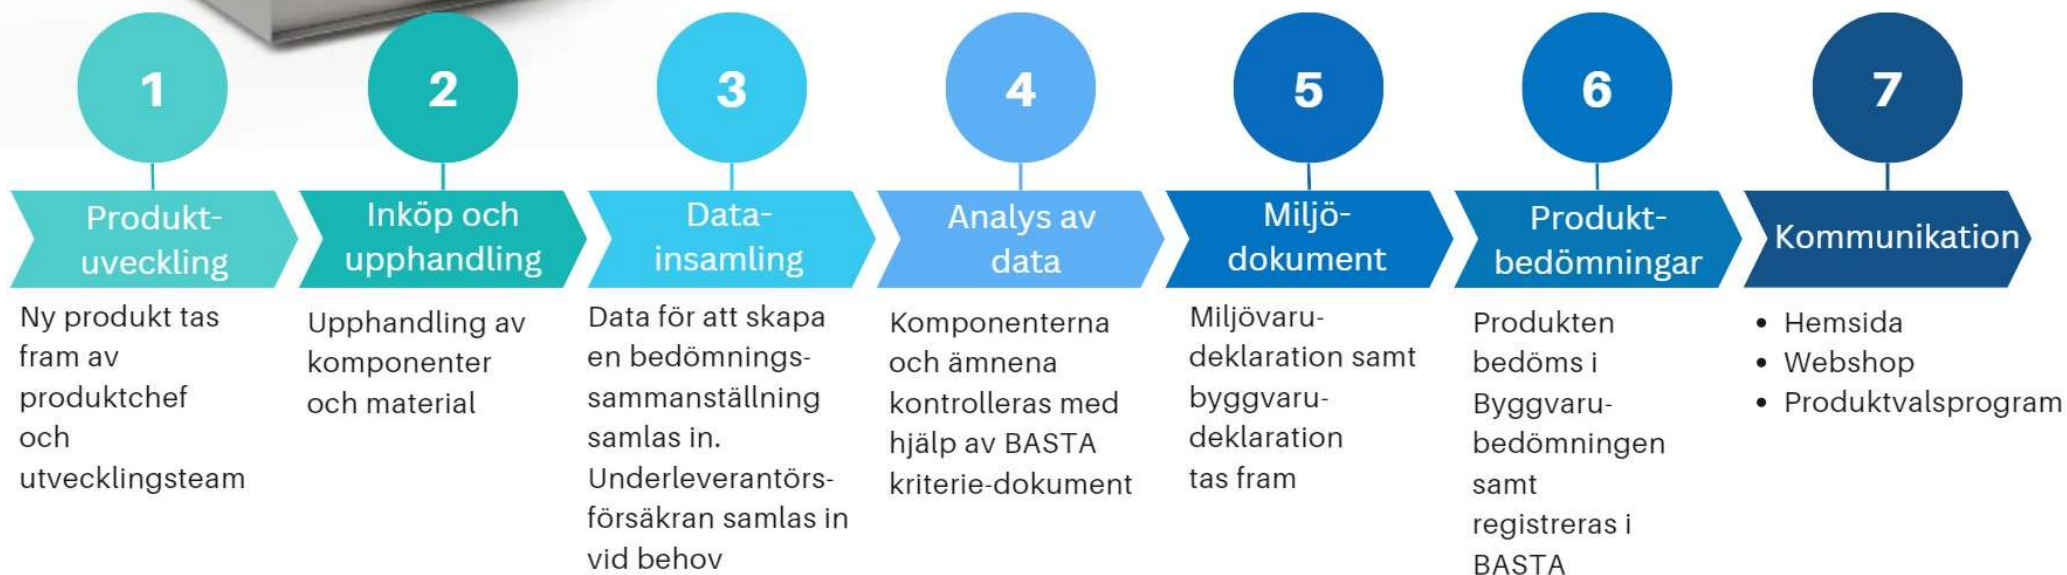 1
Produkt-
uveckling
Ny produkt tas
fram av
produktchef
och
utvecklingsteam
2
Inköp och
upphandling
Upphandling av
komponenter
och material
3
Data-
insamling
Data för att skapa
en bedömnings-
sammanställning
samlas in.
Underleverantörs-
försäkran samlas in
vid behov
4
Analys av
data
Komponenterna
och ämnena
kontrolleras med
hjälp av BASTA
kriterie-dokument
5
Miljö-
dokument
Miljövaru-
deklaration samt
byggvaru-
deklaration
tas fram
6
Produkt-
bedömningar
Produkten
bedöms i
Byggvaru-
bedömningen
samt
registreras i
BASTA
7
Kommunikation
• Hemsida
• Webshop
• Produktvalsprogram